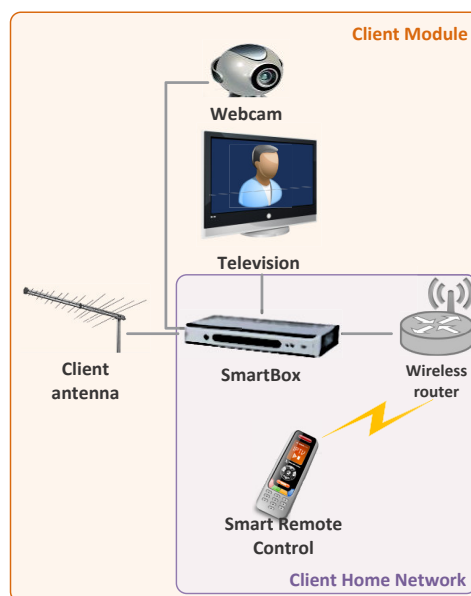 Client Module
Webcam
Television
Client
antenna
SmartBox
Wireless
router
Smart Remote
Control
Client Home Network